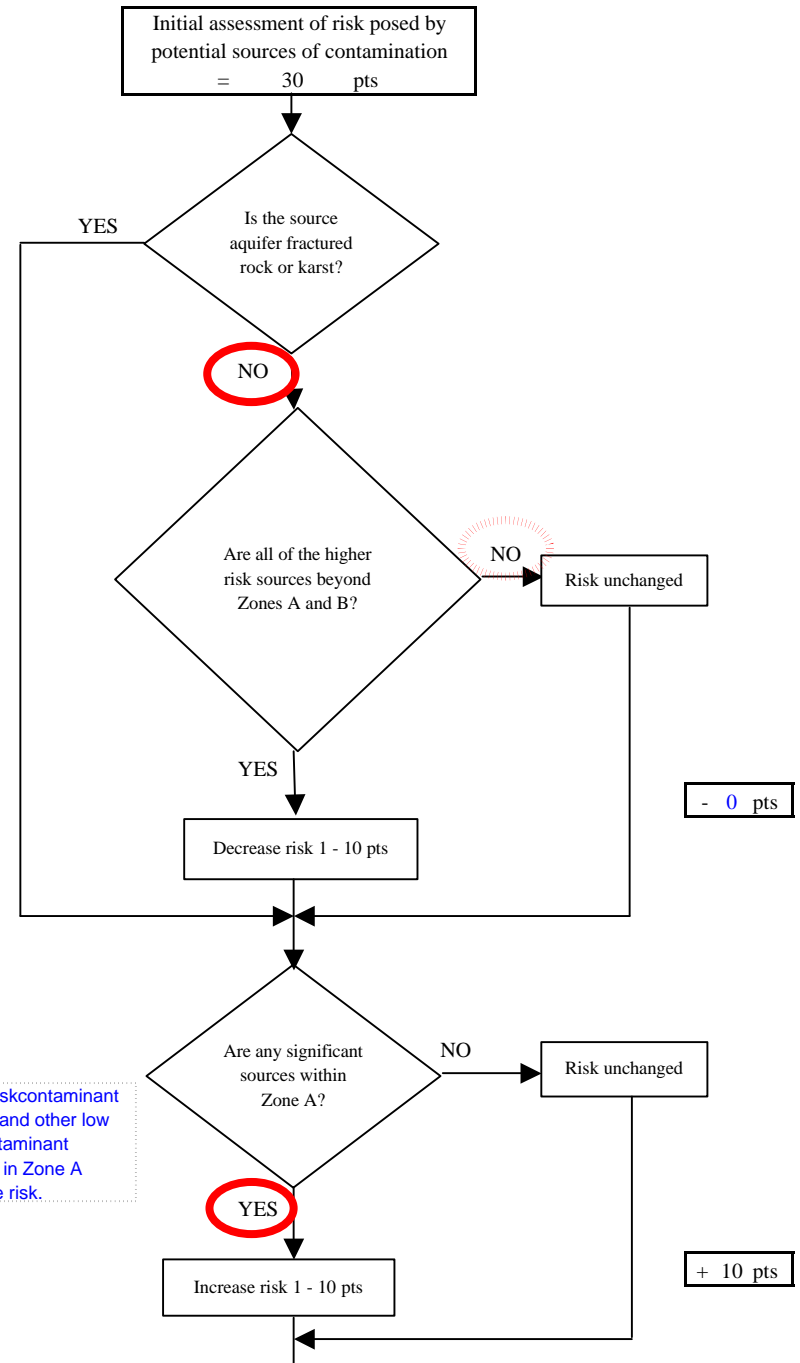 Initial assessment of risk posed by
potential sources of contamination
= 30 pts
YES
Is the source
aquifer fractured
rock or karst?
NO
Are all of the higher
risk sources beyond
Zones A and B?
NO
Risk unchanged
YES
- 0 pts
Decrease risk 1 - 10 pts
Are any significant
sources within
Zone A?
NO
Risk unchanged
skcontaminant
and other low
taminant
in Zone A
e risk.
YES
+ 10 pts
Increase risk 1 - 10 pts